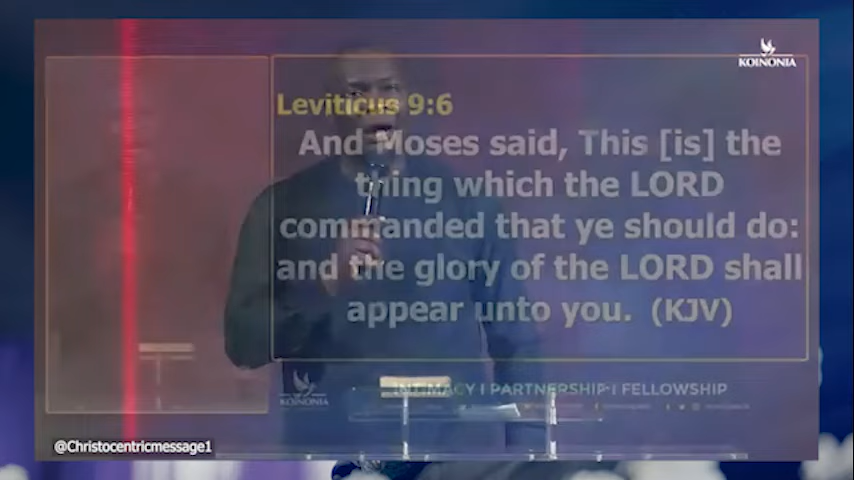 KOINONIA
Leviticus 9:6
And Moses said, This [is] the
thing which the LORD
commanded that ye should do:
and the glory of the LORD shall
appear unto you. (KJV)
KOINONIA
INTIMACY I PARTNERSHIP I FELLOWSHIP
@Christocentricmessage1